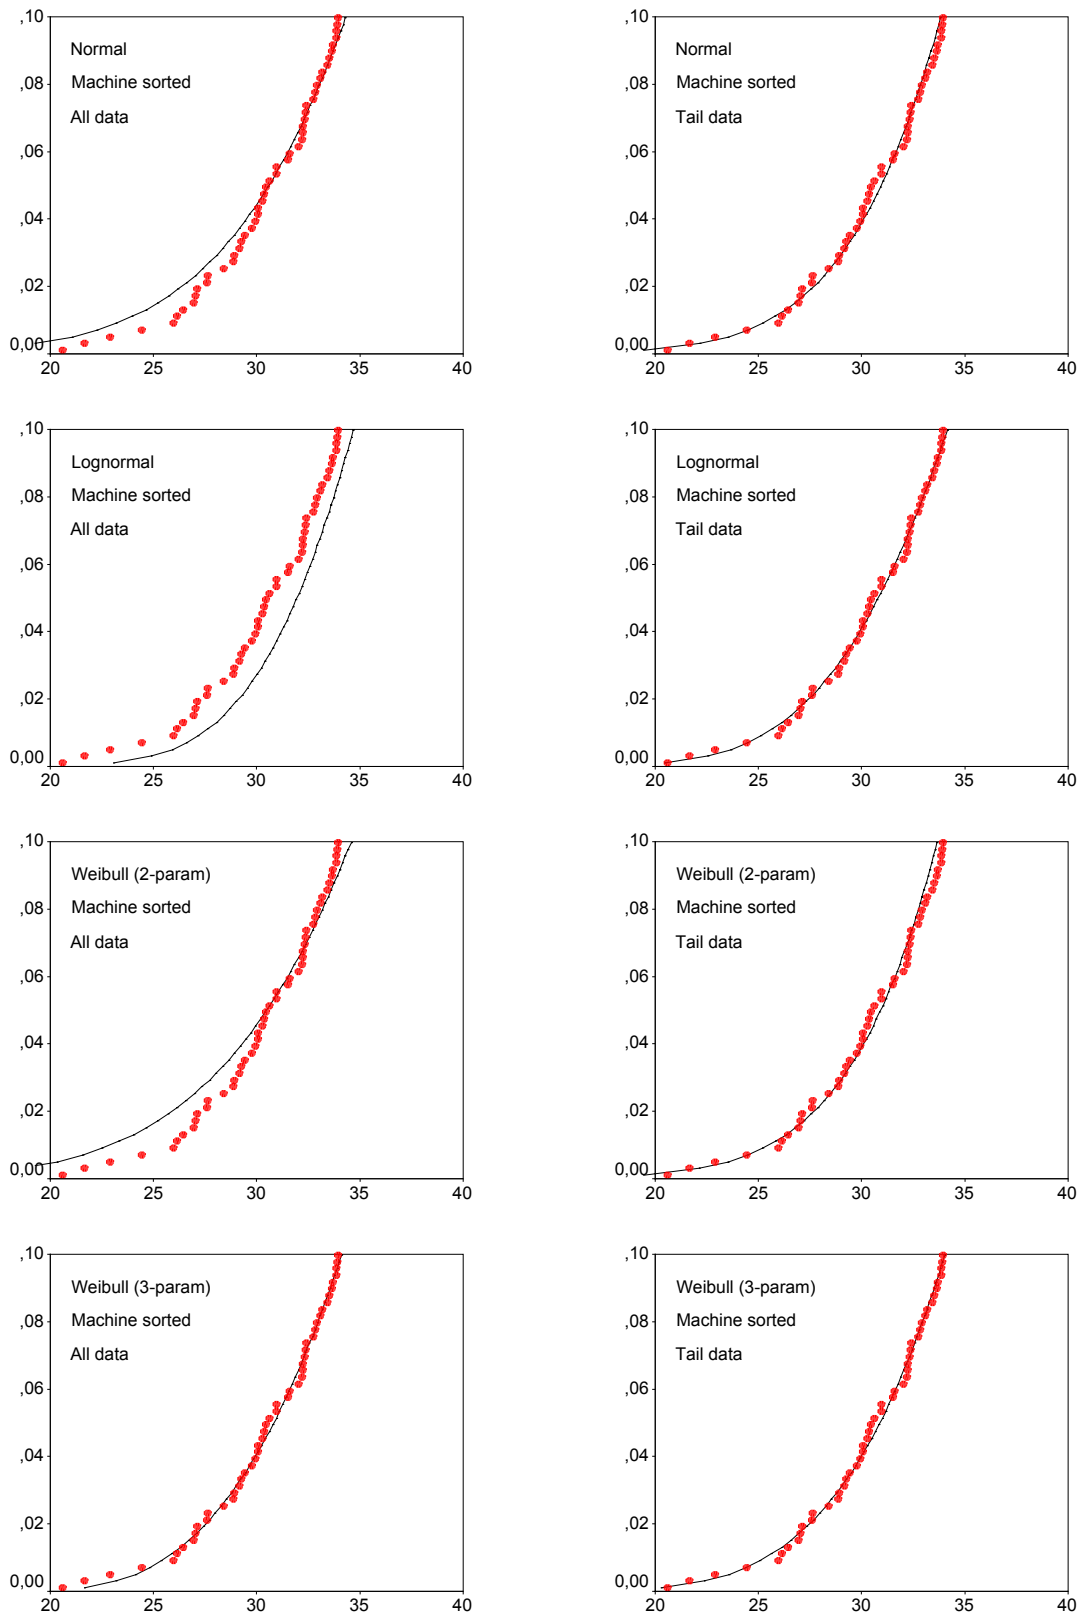 ,10
Normal
Machine sorted
All data
,08
,06
,04
,02
0,00
20 25 30 35 40
,10
Normal
Machine sorted
Tail data
,08
,06
,04
,02
0,00
20 25 30 35 40
,10
Lognormal
Machine sorted
All data
,08
,06
,04
,02
0,00
20 25 30 35 40
,10
Lognormal
Machine sorted
Tail data
,08
,06
,04
,02
0,00
20 25 30 35 40
,10
Weibull (2-param)
Machine sorted
All data
,08
,06
,04
,02
0,00
20 25 30 35 40
,10
Weibull (2-param)
Machine sorted
Tail data
,08
,06
,04
,02
0,00
20 25 30 35 40
,10
Weibull (3-param)
Machine sorted
All data
,08
,06
,04
,02
0,00
20 25 30 35 40
,10
Weibull (3-param)
Machine sorted
Tail data
,08
,06
,04
,02
0,00
20 25 30 35 40